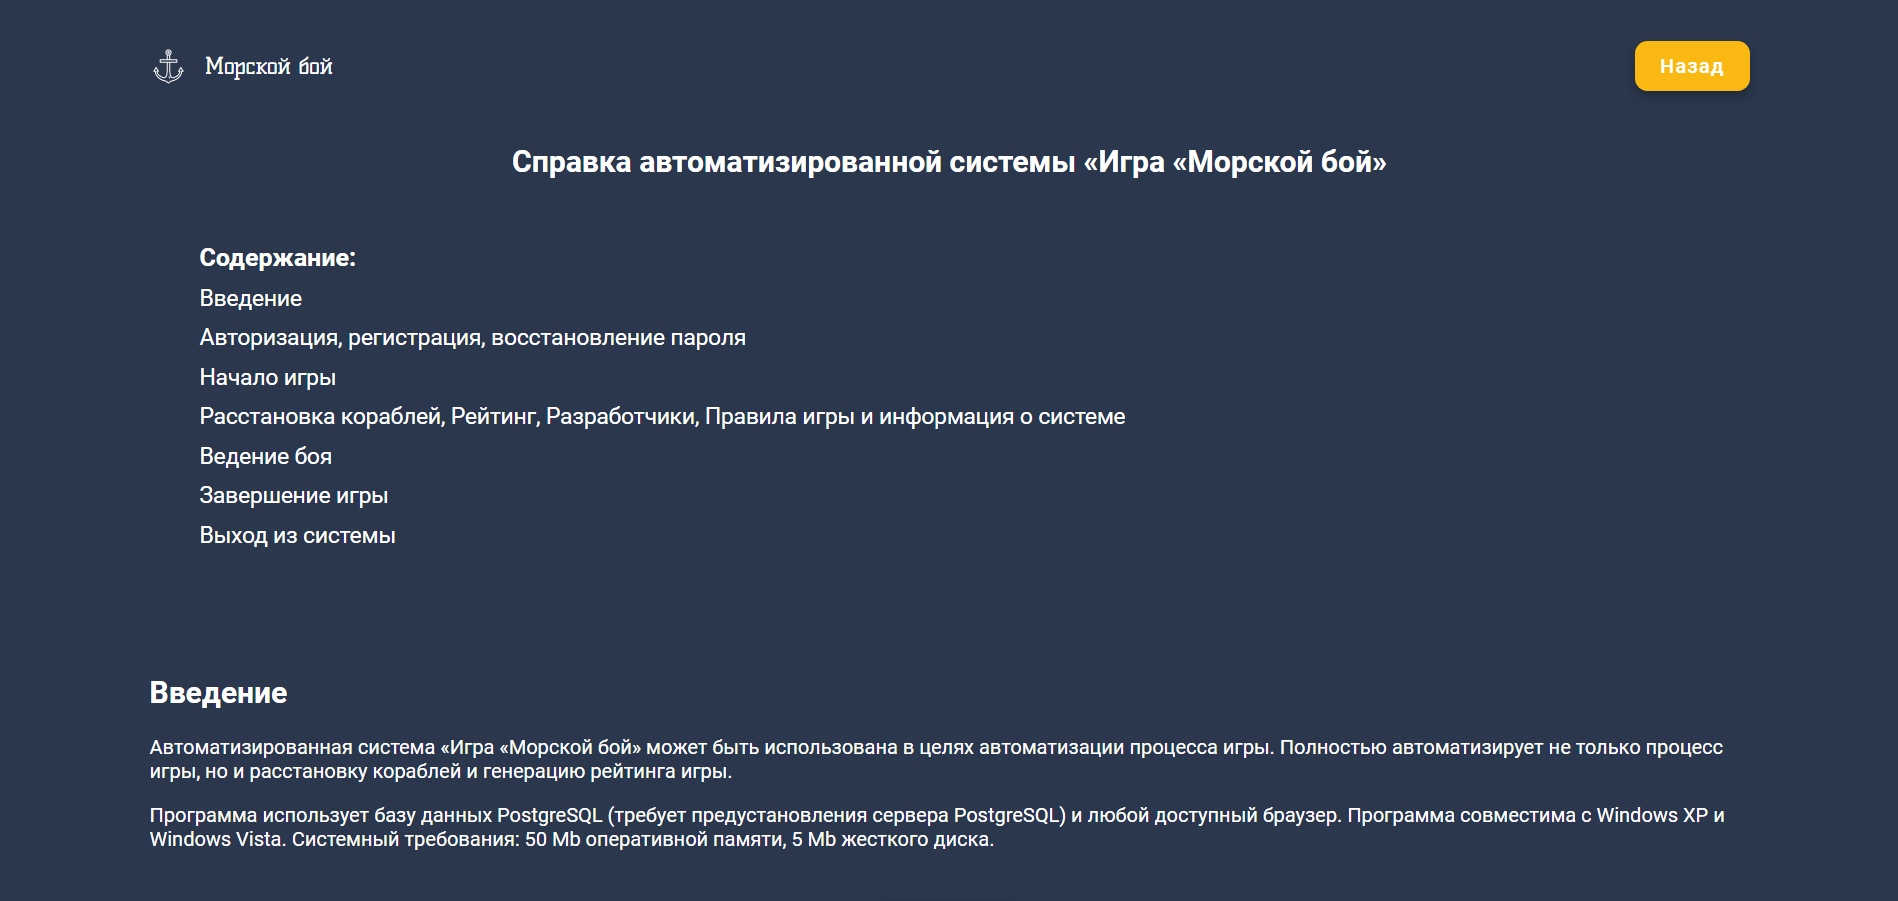 Морской бой
Назад
Справка автоматизированной системы «Игра «Морской бой»
Содержание:
Введение
Авторизация, регистрация, восстановление пароля
Начало игры
Расстановка кораблей, Рейтинг, Разработчики, Правила игры и информация о системе
Ведение боя
Завершение игры
Выход из системы
Введение
Автоматизированная система «Игра «Морской бой» может быть использована в целях автоматизации процесса игры. Полностью автоматизирует не только процесс
игры, но и расстановку кораблей и генерацию рейтинга игры.
Программа использует базу данных PostgreSQL (требует предустановления сервера PostgreSQL) и любой доступный браузер. Программа совместима с Windows XP и
Windows Vista. Системный требования: 50 Mb оперативной памяти, 5 Mb жесткого диска.